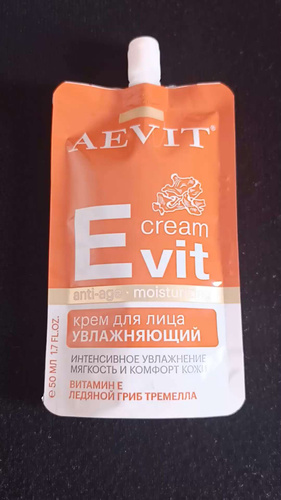 AEVIT®
E cream
vit
anti-age • moisturizing
крем для лица
УВЛАЖНЯЮЩИЙ
ИНТЕНСИВНОЕ УВЛАЖНЕНИЕ
МЯГКОСТЬ И КОМФОРТ КОЖИ
ВИТАМИН Е
ЛЕДЯНОЙ ГРИБ ТРЕМЕЛЛА
℮ 50 МЛ 1.7 FL.OZ.